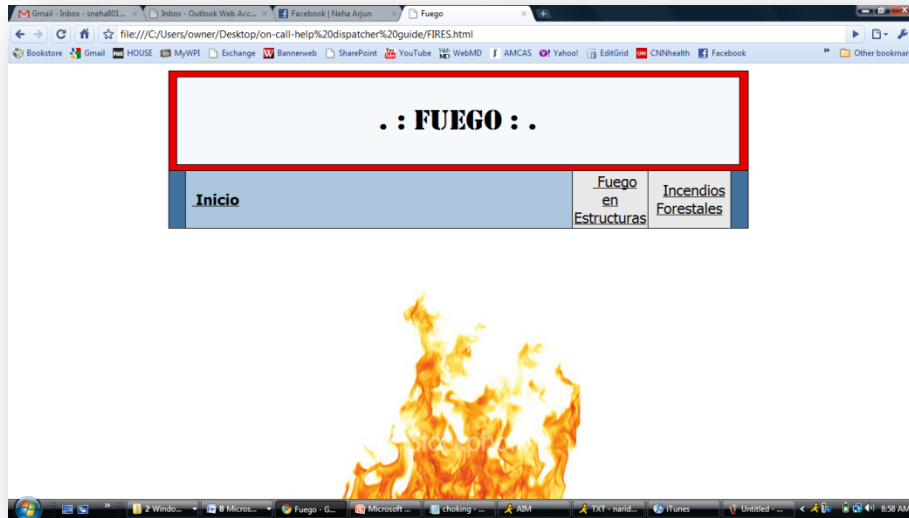 Gmail - Inbox - sneha801... Inbox - Outlook Web Acc... Facebook | Neha Arjun Fuego
file:///C:/Users/owner/Desktop/on-call-help%20dispatcher%20guide/FIRES.html
Bookstore Gmail HOUSE MyWPI Exchange Bannerweb SharePoint YouTube WebMD AMCAS Yahoo! EditGrid CNNhealth Facebook » Other bookmar
. : FUEGO : .
Inicio
Fuego
en
Estructuras
Incendios
Forestales
» 2 Windo... 8 Micros... Fuego - G... Microsoft ... choking - ... AIM TXT - narid... iTunes Untitled - ... < 8:58 AM